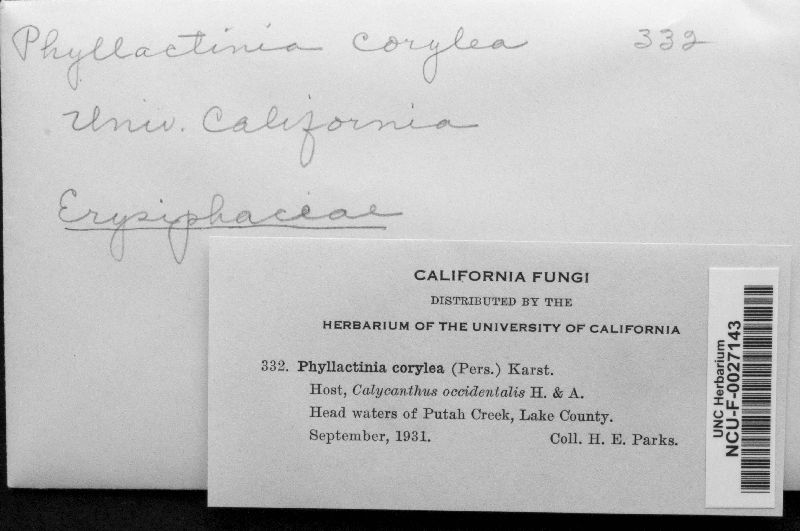 Phyllactinia corylea 332
Univ. California
Erysiphaceae
CALIFORNIA FUNGI
DISTRIBUTED BY THE
HERBARIUM OF THE UNIVERSITY OF CALIFORNIA
332. Phyllactinia corylea (Pers.) Karst.
Host, Calycanthus occidentalis H. & A.
Head waters of Putah Creek, Lake County.
September, 1931. Coll. H. E. Parks.
UNC Herbarium
NCU-F-0027143